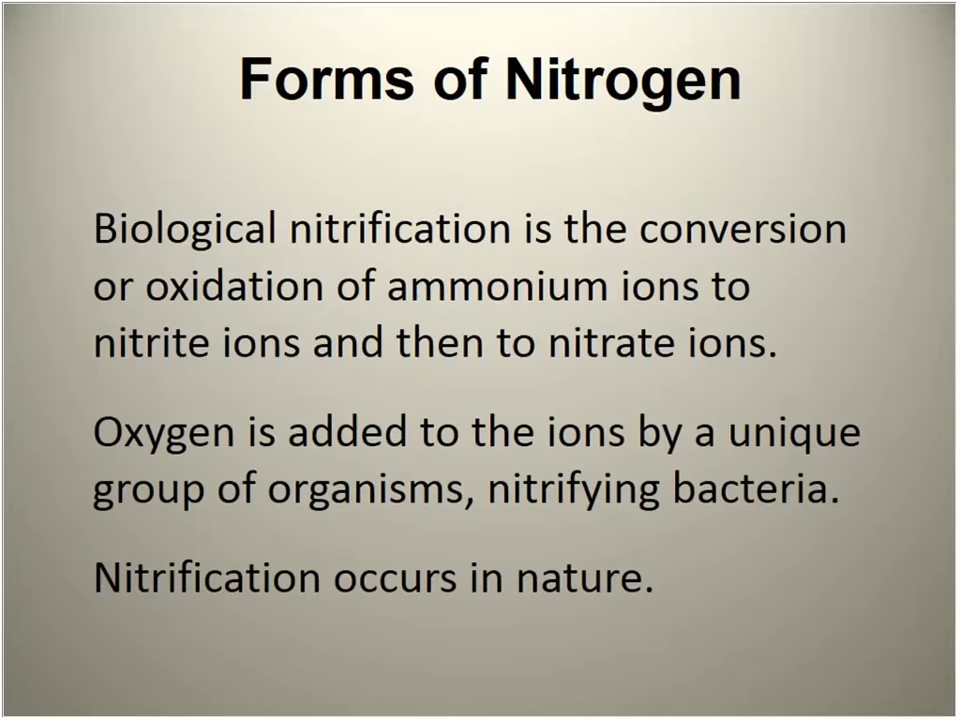 Forms of Nitrogen
Biological nitrification is the conversion
or oxidation of ammonium ions to
nitrite ions and then to nitrate ions.
Oxygen is added to the ions by a unique
group of organisms, nitrifying bacteria.
Nitrification occurs in nature.